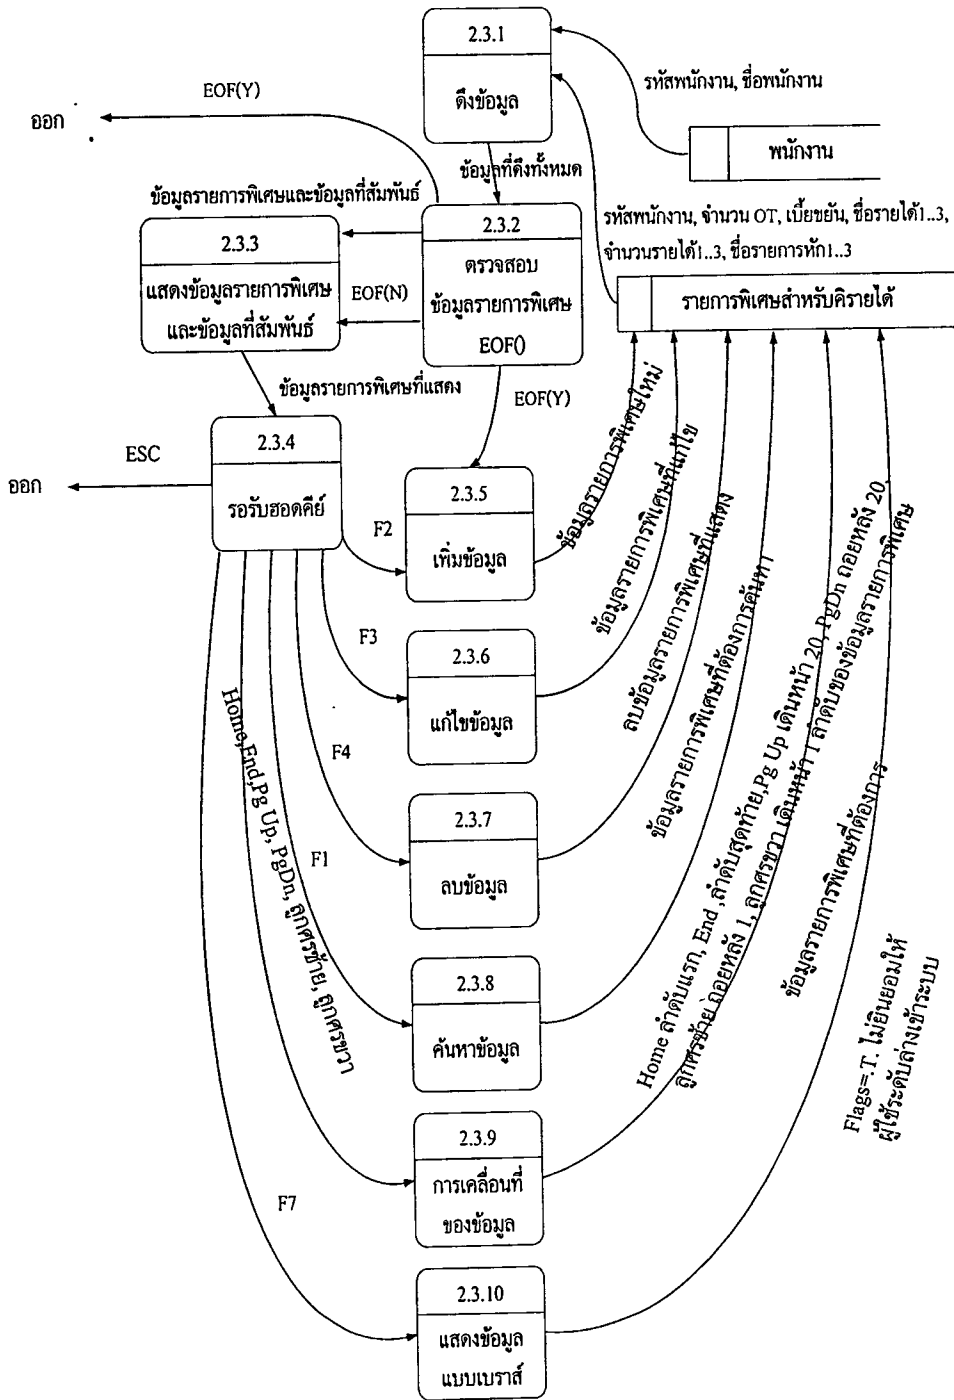 2.3.1
ดึงข้อมูล
รหัสพนักงาน, ชื่อพนักงาน
พนักงาน
EOF(Y)
ออก
ข้อมูลที่ดึงทั้งหมด
ข้อมูลรายการพิเศษและข้อมูลที่สัมพันธ์
2.3.2
ตรวจสอบ
ข้อมูลรายการพิเศษ
EOF()
รหัสพนักงาน, จำนวน OT, เบี้ยขยัน, ชื่อรายได้1..3,
จำนวนรายได้1..3, ชื่อรายการหัก1..3
รายการพิเศษสำหรับคิรายได้
2.3.3
แสดงข้อมูลรายการพิเศษ
และข้อมูลที่สัมพันธ์
EOF(N)
ข้อมูลรายการพิเศษที่แสดง
EOF(Y)
2.3.4
รอรับฮอตคีย์
ESC
ออก
2.3.5
เพิ่มข้อมูล
F2
ข้อมูลรายการพิเศษใหม่
2.3.6
แก้ไขข้อมูล
F3
ข้อมูลรายการพิเศษที่แก้ไข
2.3.7
ลบข้อมูล
F4
ลบข้อมูลรายการพิเศษที่แสดง
2.3.8
ค้นหาข้อมูล
F1
ข้อมูลรายการพิเศษที่ต้องการค้นหา
2.3.9
การเคลื่อนที่
ของข้อมูล
Home,End,Pg Up, PgDn, ลูกศรซ้าย, ลูกศรขวา
Home ลำดับแรก, End ,ลำดับสุดท้าย,Pg Up เดินหน้า 20, PgDn ถอยหลัง 20,
ลูกศรซ้าย ถอยหลัง 1, ลูกศรขวา เดินหน้า 1 ลำดับของข้อมูลรายการพิเศษ
2.3.10
แสดงข้อมูล
แบบเบราส์
F7
ข้อมูลรายการพิเศษที่ต้องการ
Flags=.T. ไม่ยินยอมให้
ผู้ใช้ระดับล่างเข้าระบบ